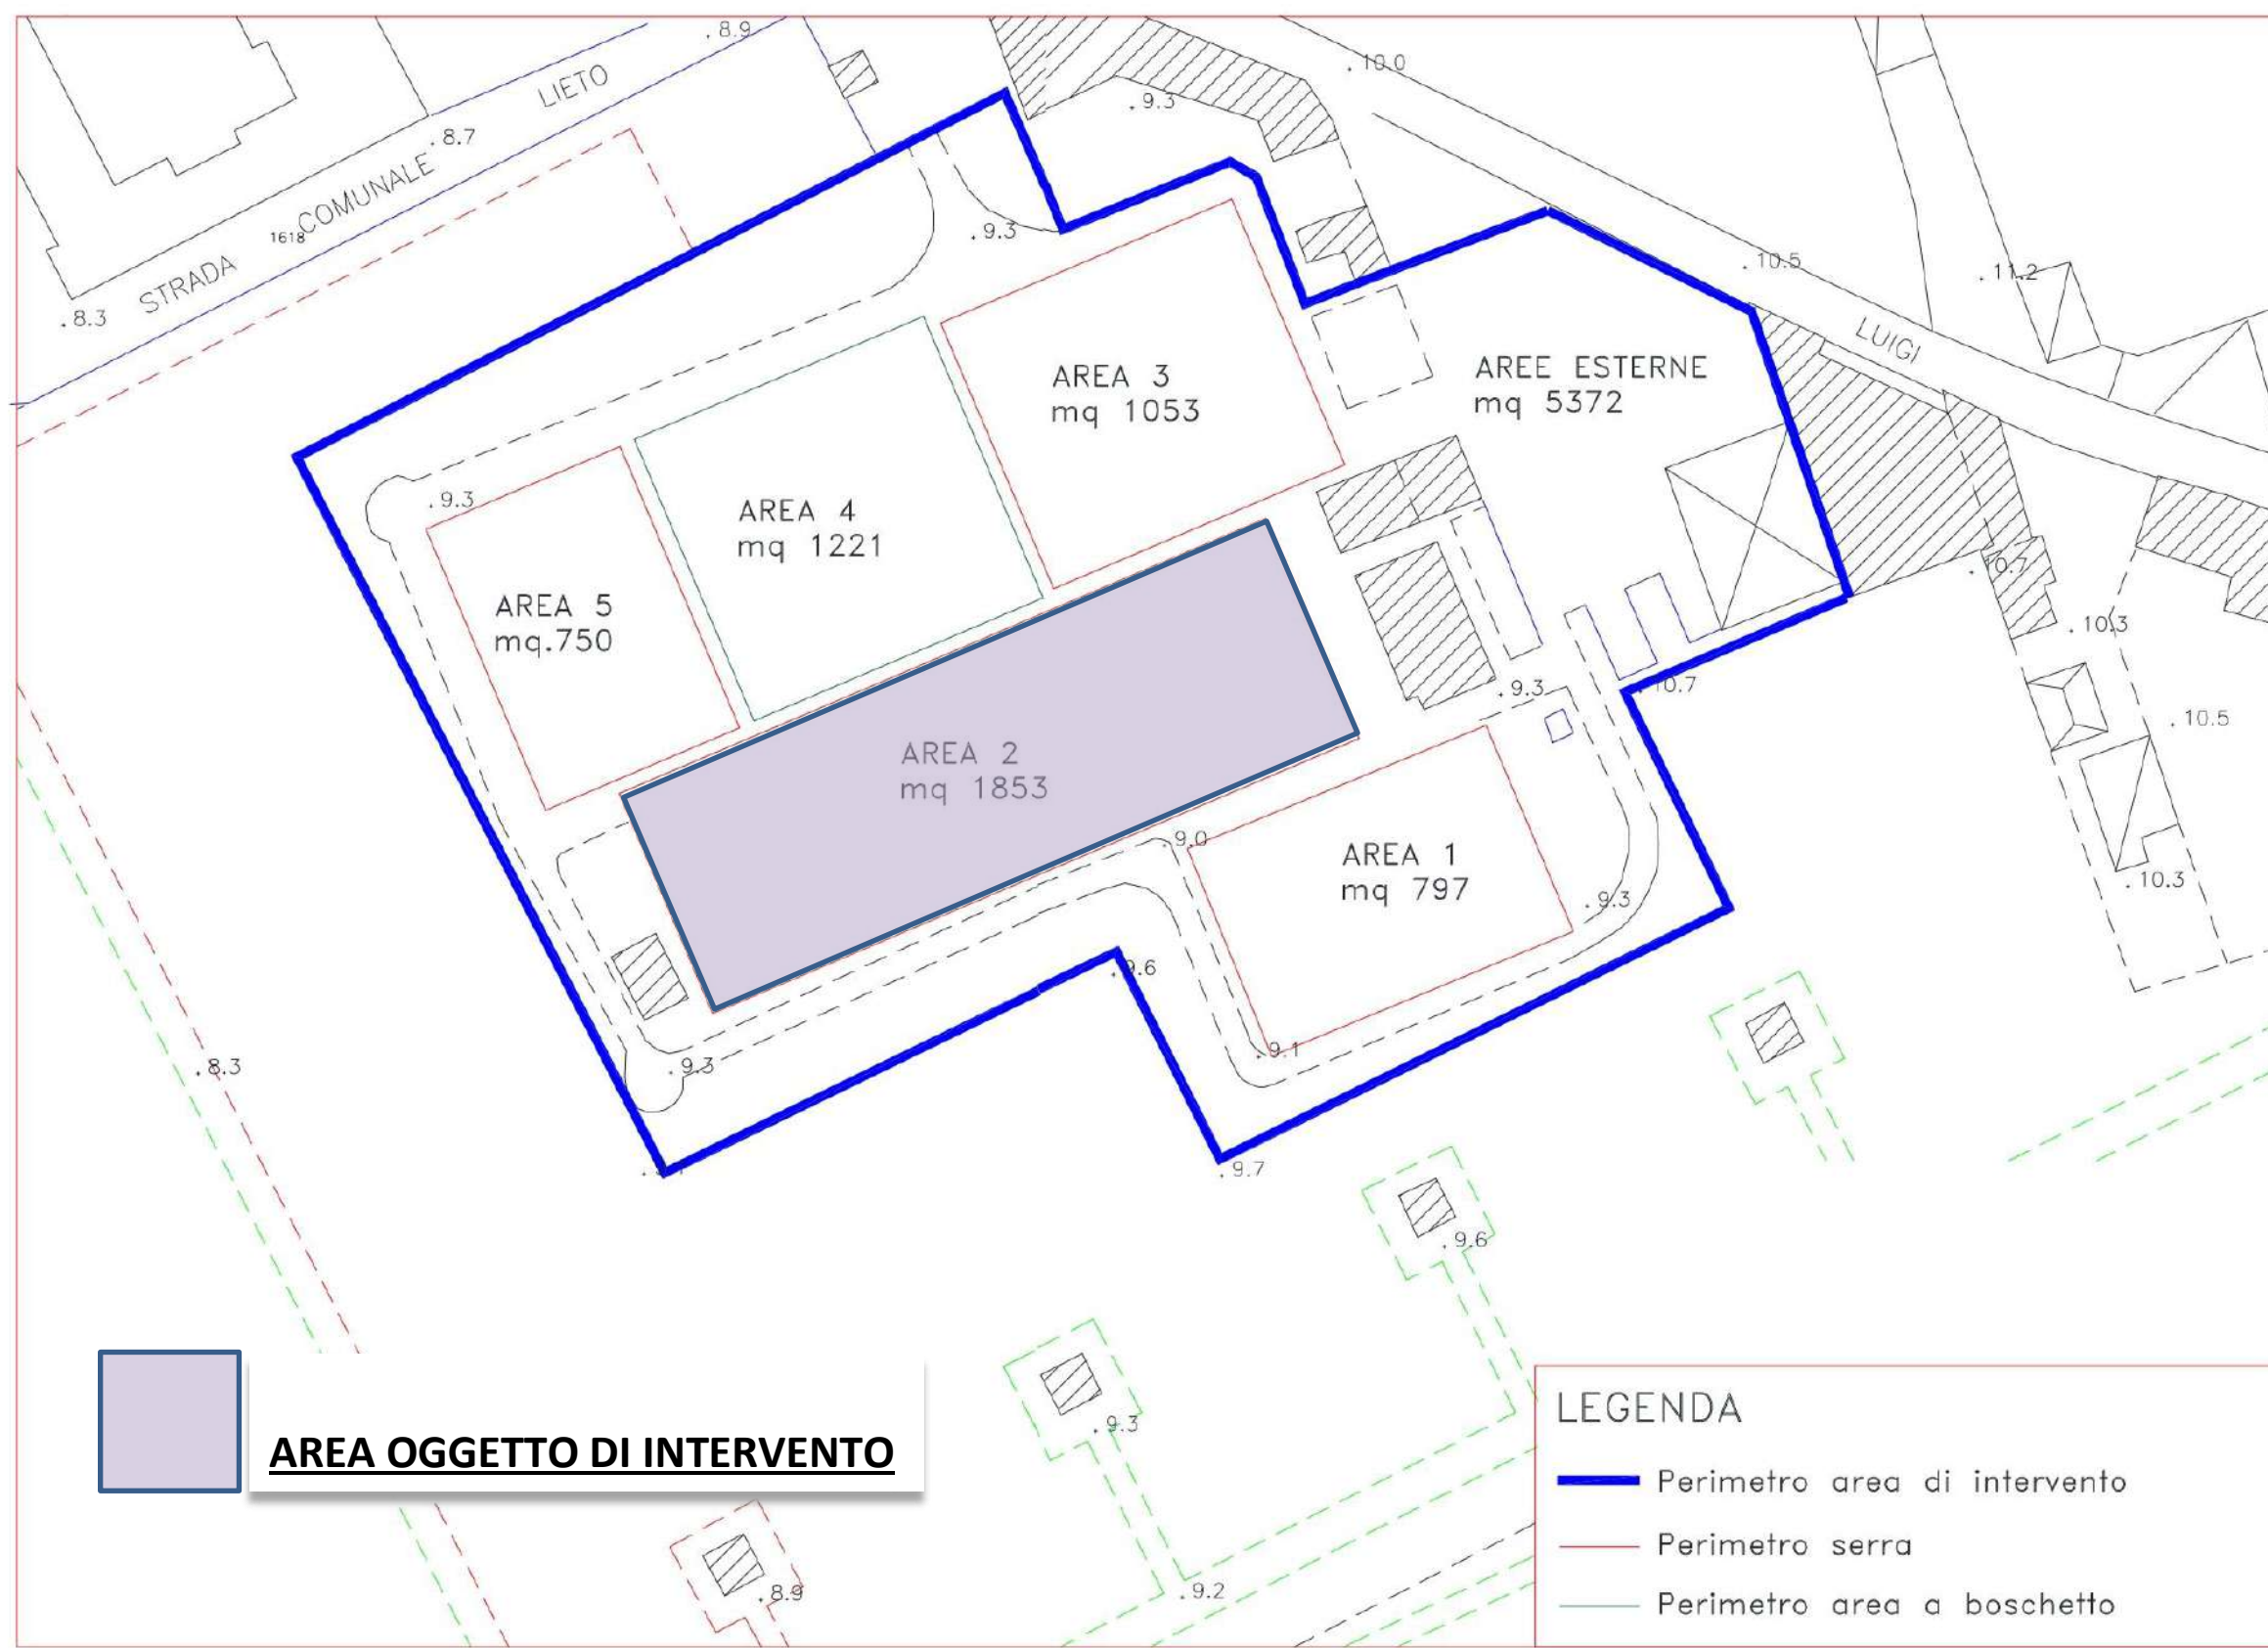 . 8.9
LIETO
. 10.0
. 9.3
. 8.7
COMUNALE
1618
. 9.3
. 10.5
. 11.2
STRADA
. 8.3
LUIGI
AREA 3
mq 1053
AREE ESTERNE
mq 5372
. 9.3
AREA 4
mq 1221
AREA 5
mq.750
. 10.7
. 10.3
. 9.3
. 10.7
. 10.5
AREA 2
mq 1853
. 9.0
AREA 1
mq 797
. 9.3
. 10.3
. 9.6
. 9.1
. 8.3
. 9.3
. 9.7
. 9.6
AREA OGGETTO DI INTERVENTO
. 9.3
. 8.9
. 9.2
LEGENDA
Perimetro area di intervento
Perimetro serra
Perimetro area a boschetto